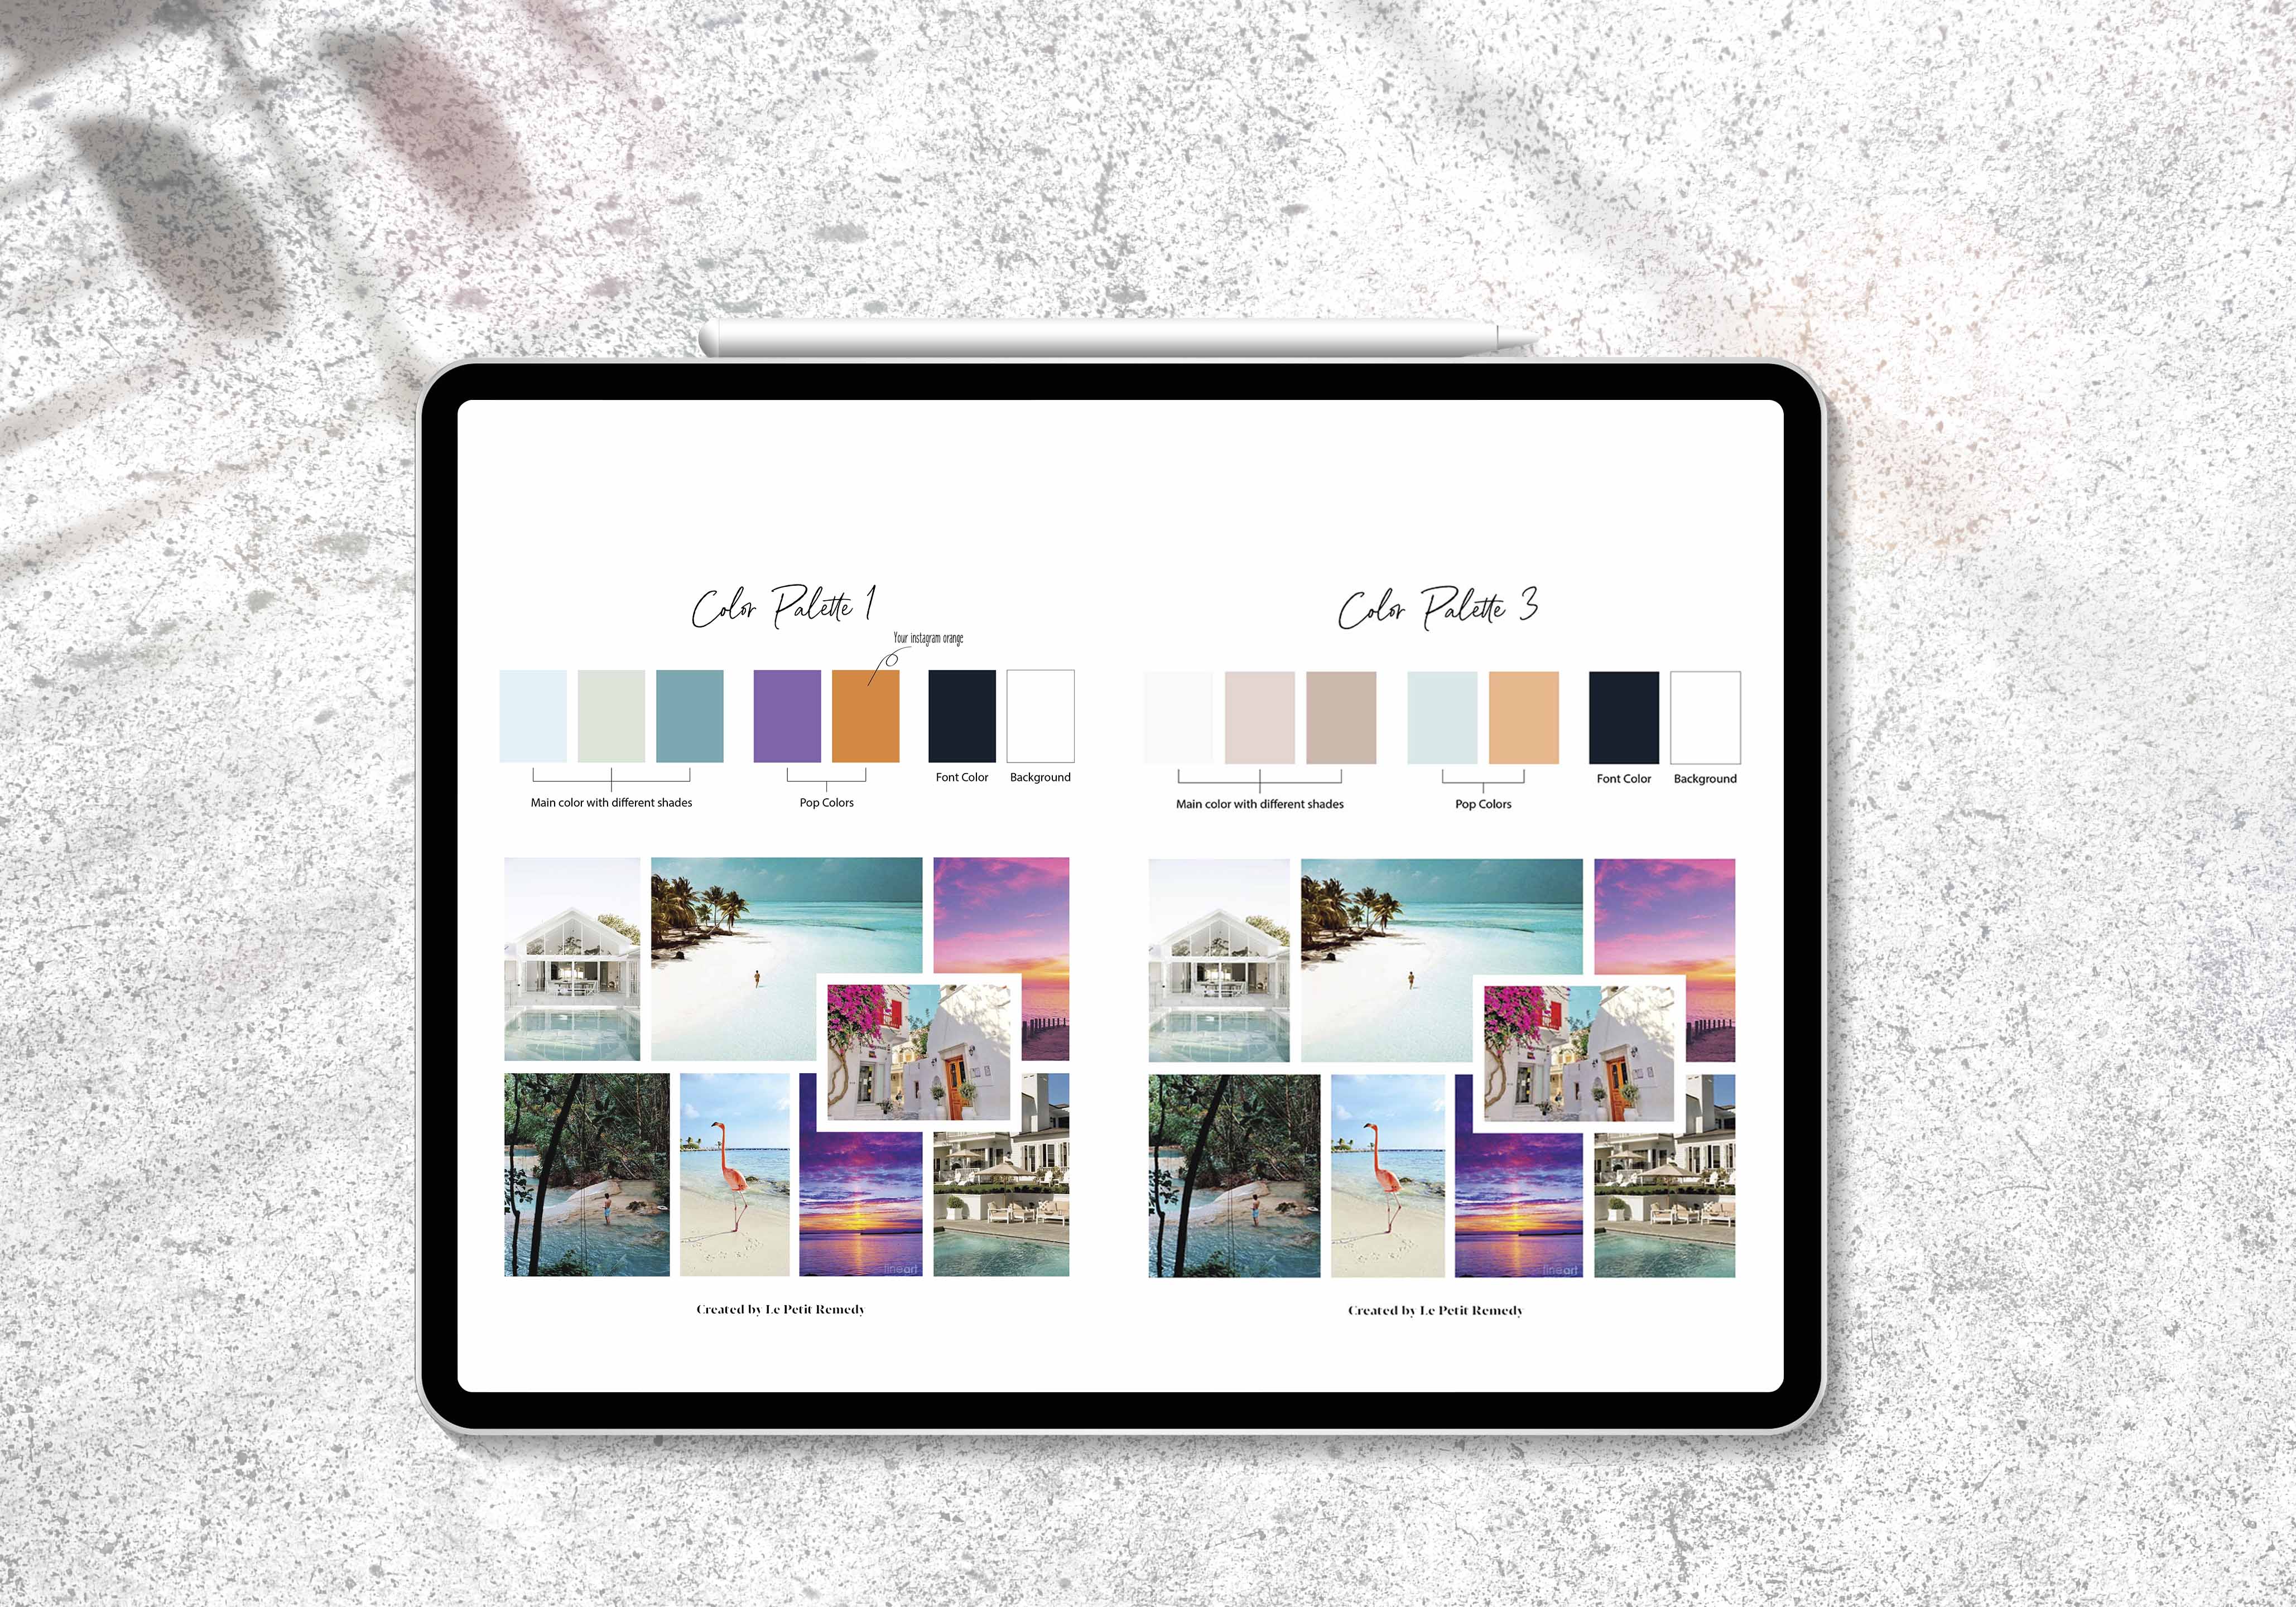 Color Palette 1
Your instagram orange
Main color with different shades
Pop Colors
Font Color
Background
fineart
Created by Le Petit Remedy
Color Palette 3
Main color with different shades
Pop Colors
Font Color
Background
fineart
Created by Le Petit Remedy